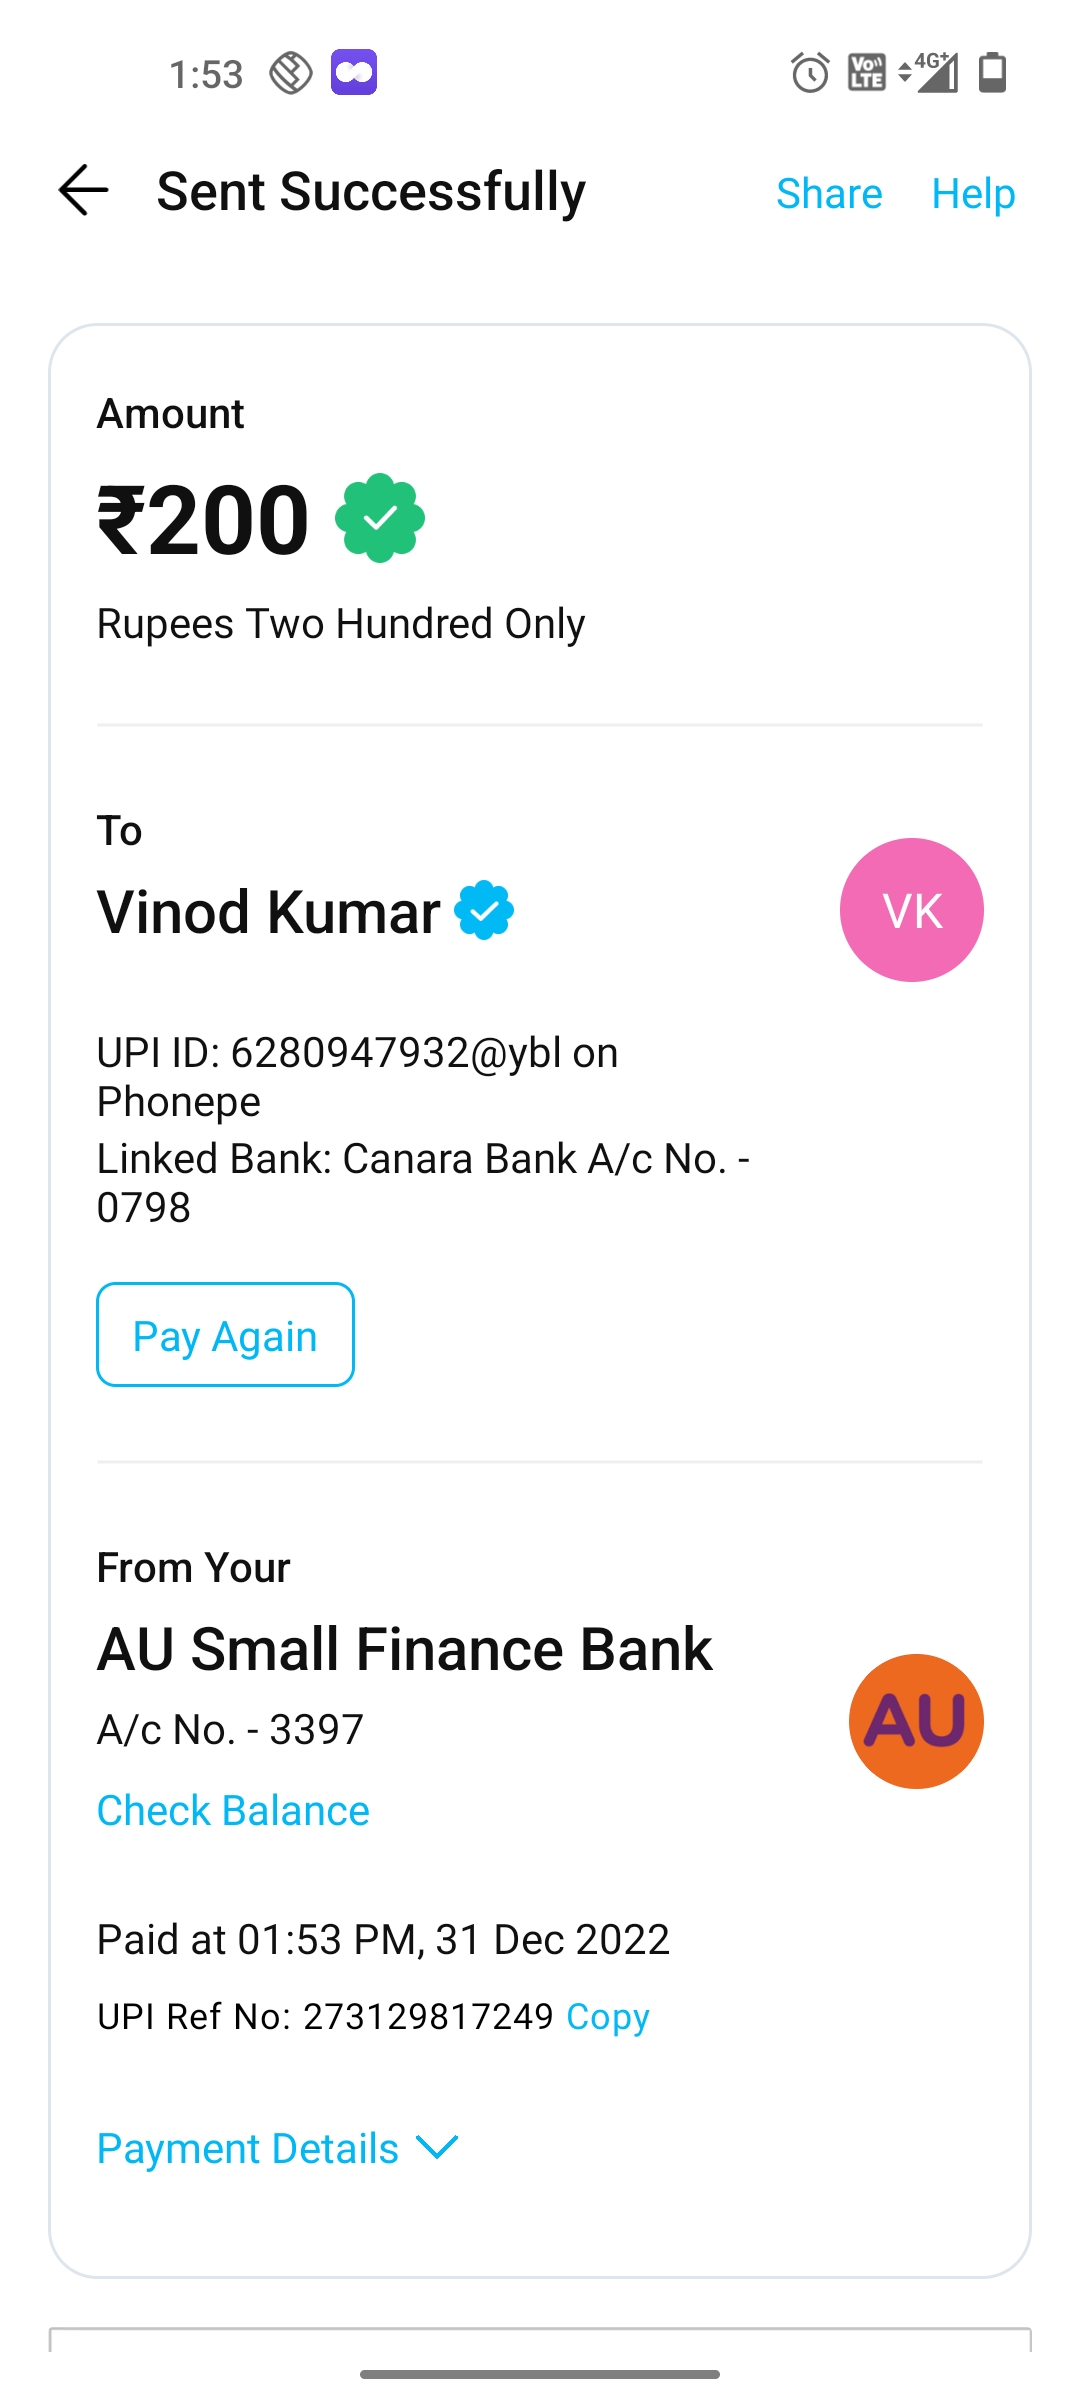 1:53
Vo LTE 4G+
Sent Successfully Share Help
Amount
₹200
Rupees Two Hundred Only
To
Vinod Kumar
VK
UPI ID: 6280947932@ybl on
Phonepe
Linked Bank: Canara Bank A/c No. -
0798
Pay Again
From Your
AU Small Finance Bank
AU
A/c No. - 3397
Check Balance
Paid at 01:53 PM, 31 Dec 2022
UPI Ref No: 273129817249 Copy
Payment Details